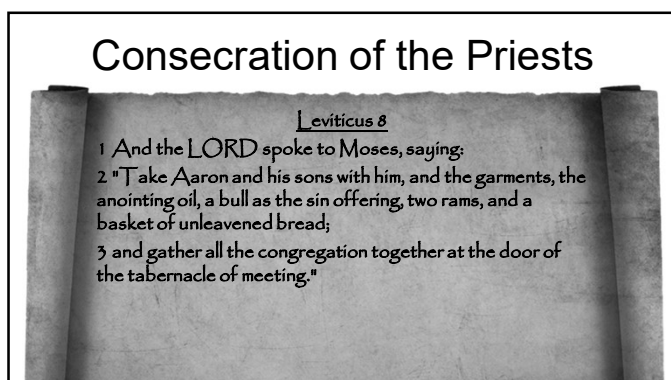 Consecration of the Priests
Leviticus 8
1 And the LORD spoke to Moses, saying:
2 "Take Aaron and his sons with him, and the garments, the
anointing oil, a bull as the sin offering, two rams, and a
basket of unleavened bread;
3 and gather all the congregation together at the door of
the tabernacle of meeting."